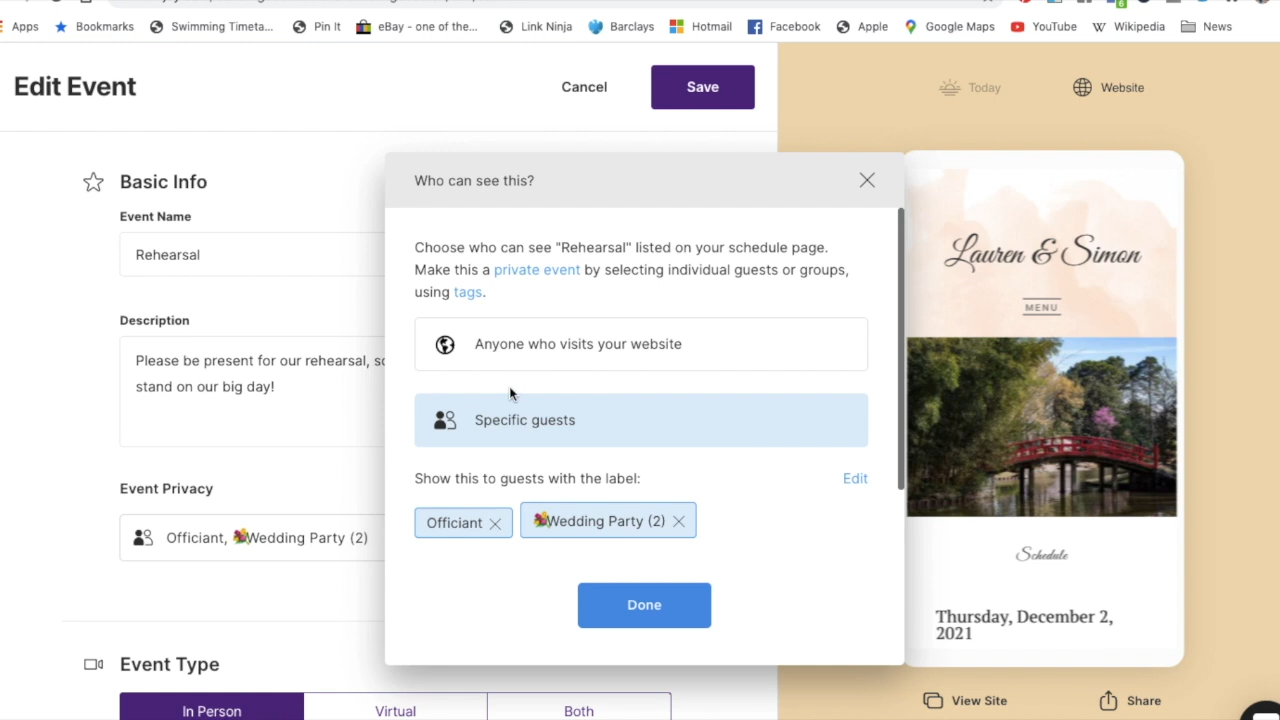 Apps
Bookmarks
Swimming Timeta...
Pin It
eBay - one of the...
Link Ninja
Barclays
Hotmail
Facebook
Apple
Google Maps
YouTube
Wikipedia
News
6
Edit Event
Cancel
Save
Today
Website
Basic Info
Event Name
Rehearsal
Description
Please be present for our rehearsal, so
stand on our big day!
Event Privacy
Officiant, Wedding Party (2)
Event Type
In Person
Virtual
Both
Who can see this?
Choose who can see "Rehearsal" listed on your schedule page.
Make this a private event by selecting individual guests or groups,
using tags.
Anyone who visits your website
Specific guests
Show this to guests with the label:
Edit
Officiant
Wedding Party (2)
Done
Lauren & Simon
MENU
Schedule
Thursday, December 2,
2021
View Site
Share